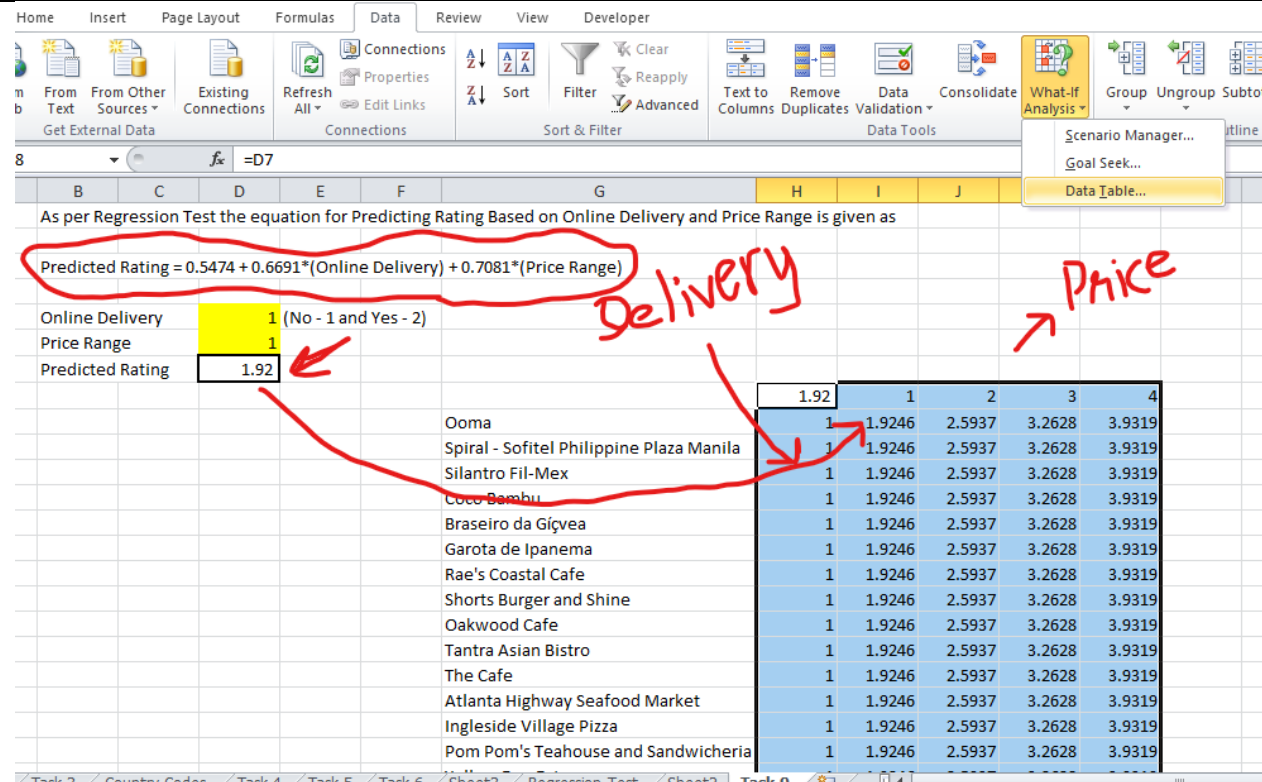 Home Insert Page Layout Formulas Data Review View Developer
From Text From Other Sources Existing Connections Refresh All Connections Properties Edit Links Sort Filter Clear Reapply Advanced Text to Columns Remove Duplicates Data Validation Consolidate What-If Analysis Group Ungroup
Get External Data Connections Sort & Filter Data Tools
Scenario Manager...
Goal Seek...
Data Table...
8 fx =D7
B C D E F G H I J
As per Regression Test the equation for Predicting Rating Based on Online Delivery and Price Range is given as
Predicted Rating = 0.5474 + 0.6691*(Online Delivery) + 0.7081*(Price Range)
Delivery
Price
Online Delivery 1 (No - 1 and Yes - 2)
Price Range 1
Predicted Rating 1.92
1.92 1 2 3 4
Ooma 1 1.9246 2.5937 3.2628 3.9319
Spiral - Sofitel Philippine Plaza Manila 1 1.9246 2.5937 3.2628 3.9319
Silantro Fil-Mex 1 1.9246 2.5937 3.2628 3.9319
Coco Bambu 1 1.9246 2.5937 3.2628 3.9319
Braseiro da Gíçvea 1 1.9246 2.5937 3.2628 3.9319
Garota de Ipanema 1 1.9246 2.5937 3.2628 3.9319
Rae's Coastal Cafe 1 1.9246 2.5937 3.2628 3.9319
Shorts Burger and Shine 1 1.9246 2.5937 3.2628 3.9319
Oakwood Cafe 1 1.9246 2.5937 3.2628 3.9319
Tantra Asian Bistro 1 1.9246 2.5937 3.2628 3.9319
The Cafe 1 1.9246 2.5937 3.2628 3.9319
Atlanta Highway Seafood Market 1 1.9246 2.5937 3.2628 3.9319
Ingleside Village Pizza 1 1.9246 2.5937 3.2628 3.9319
Pom Pom's Teahouse and Sandwicheria 1 1.9246 2.5937 3.2628 3.9319